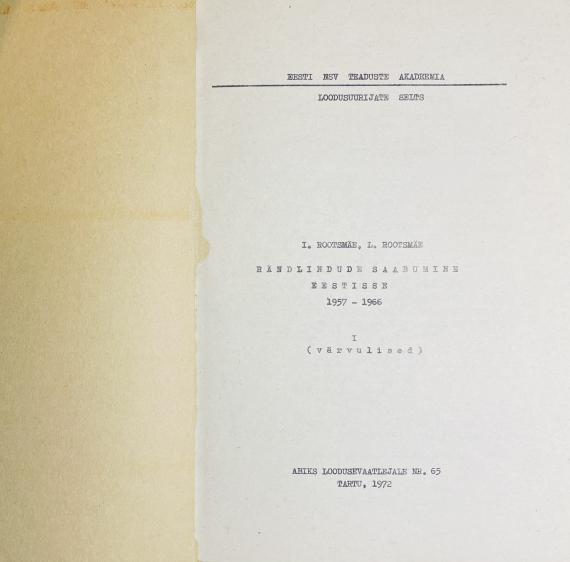 EESTI NSV TEADUSTE AKADEEMIA
LOODUSUURIJATE SELTS
I. ROOTSMÄE, L. ROOTSMÄE
RÄNDLINDUDE SAABUMINE
EESTISSE
1957 - 1966
I
(värvulised)
ABIKS LOODUSEVAATLEJALE NR. 65
TARTU, 1972